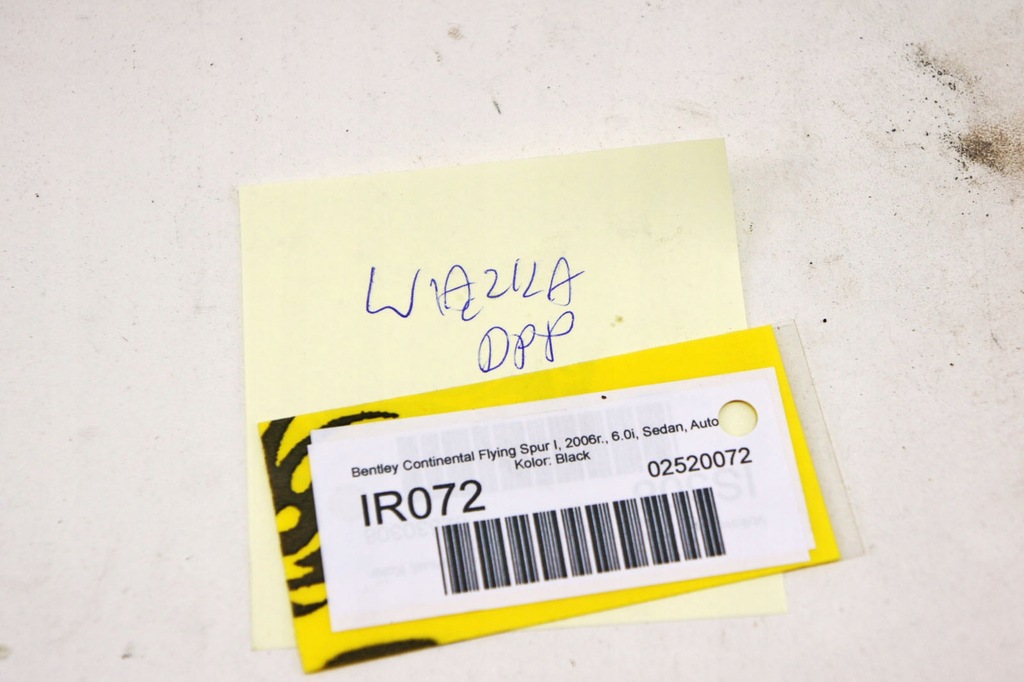 WIĄZKA
DPP
Bentley Continental Flying Spur I, 2006r., 6.0i, Sedan, Auto
Kolor: Black
IR072
02520072